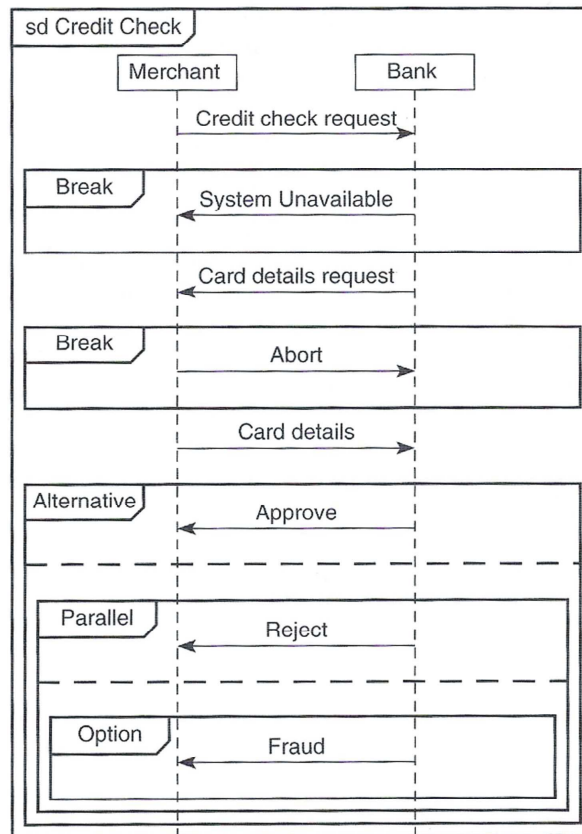 sd Credit Check
Merchant
Bank
Credit check request
Break
System Unavailable
Card details request
Break
Abort
Card details
Alternative
Approve
Parallel
Reject
Option
Fraud